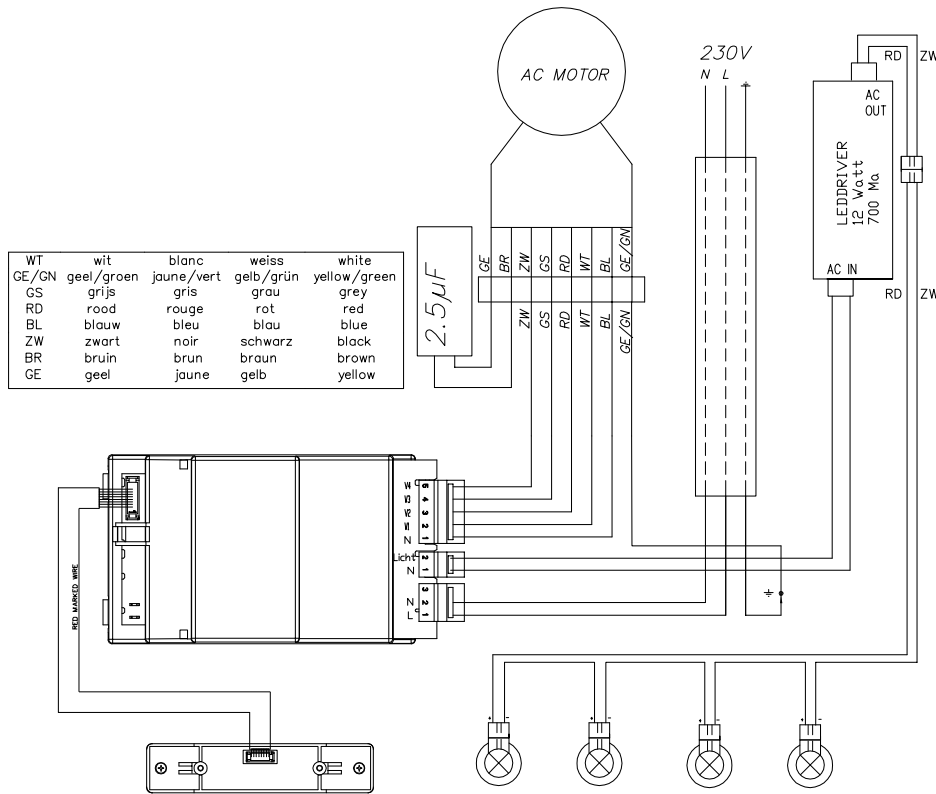 230V
N L
AC MOTOR
RD ZW
AC
OUT
LEDDRIVER
12 Watt
700 Ma
AC IN
RD ZW
GE BR ZW GS RD WT BL GE/GN
ZW GS RD WT BL GE/GN
2.5µF
WT wit blanc weiss white
GE/GN geel/groen jaune/vert gelb/grün yellow/green
GS grijs gris grau grey
RD rood rouge rot red
BL blauw bleu blau blue
ZW zwart noir schwarz black
BR bruin brun braun brown
GE geel jaune gelb yellow
V4 5
V3 4
V2 3
V1 2
N 1
Licht 2
N 1
3
N 2
L 1
RED MARKED WIRE
+ - + - + - + -